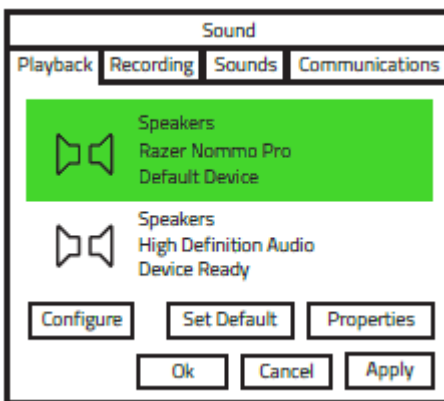 Sound
Playback Recording Sounds Communications
Speakers
Razer Nommo Pro
Default Device
Speakers
High Definition Audio
Device Ready
Configure Set Default Properties
Ok Cancel Apply